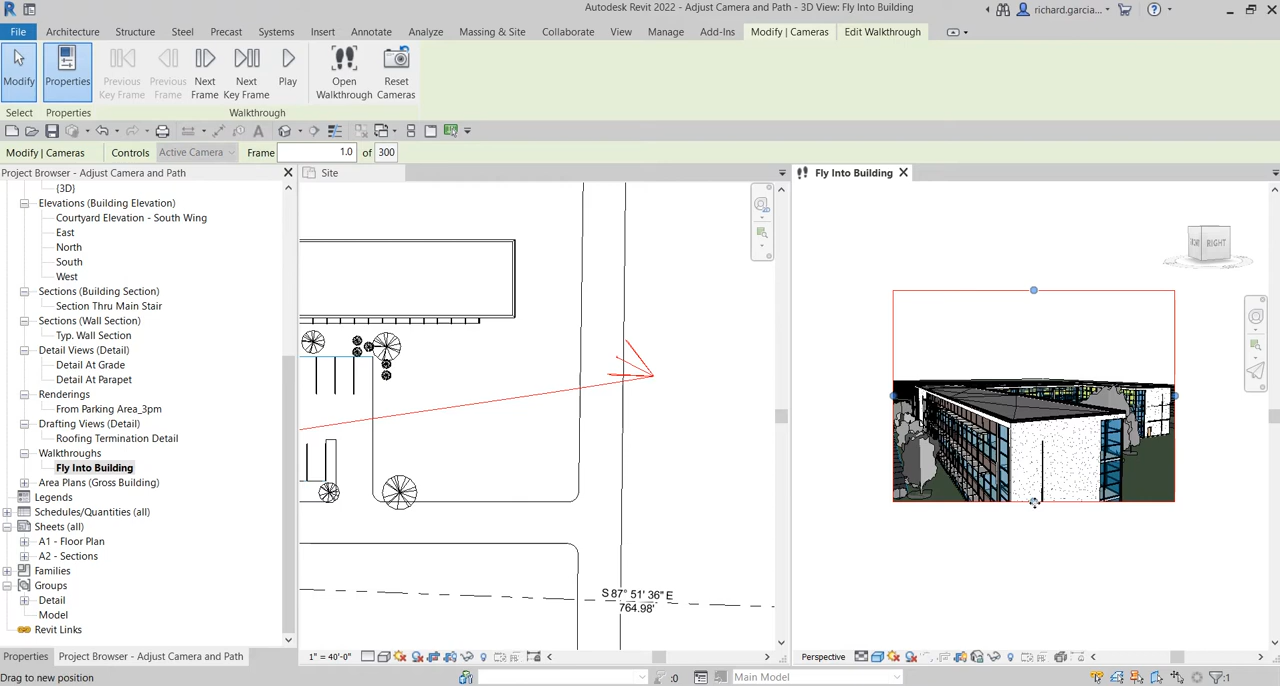 Autodesk Revit 2022 - Adjust Camera and Path - 3D View: Fly Into Building
richard.garcia...
File Architecture Structure Steel Precast Systems Insert Annotate Analyze Massing & Site Collaborate View Manage Add-Ins Modify | Cameras Edit Walkthrough
Modify Properties Previous Key Frame Previous Frame Next Frame Next Key Frame Play Open Walkthrough Reset Cameras
Select Properties Walkthrough
Modify | Cameras Controls Active Camera Frame 1.0 of 300
Project Browser - Adjust Camera and Path
Site
Fly Into Building
{3D}
Elevations (Building Elevation)
Courtyard Elevation - South Wing
East
North
South
West
Sections (Building Section)
Section Thru Main Stair
Sections (Wall Section)
Typ. Wall Section
Detail Views (Detail)
Detail At Grade
Detail At Parapet
Renderings
From Parking Area_3pm
Drafting Views (Detail)
Roofing Termination Detail
Walkthroughs
Fly Into Building
Area Plans (Gross Building)
Legends
Schedules/Quantities (all)
Sheets (all)
A1 - Floor Plan
A2 - Sections
Families
Groups
Detail
Model
Revit Links
RIGHT
S 87° 51' 36" E
764.98'
Properties Project Browser - Adjust Camera and Path
1" = 40'-0"
Perspective
Drag to new position
:0
Main Model
:1